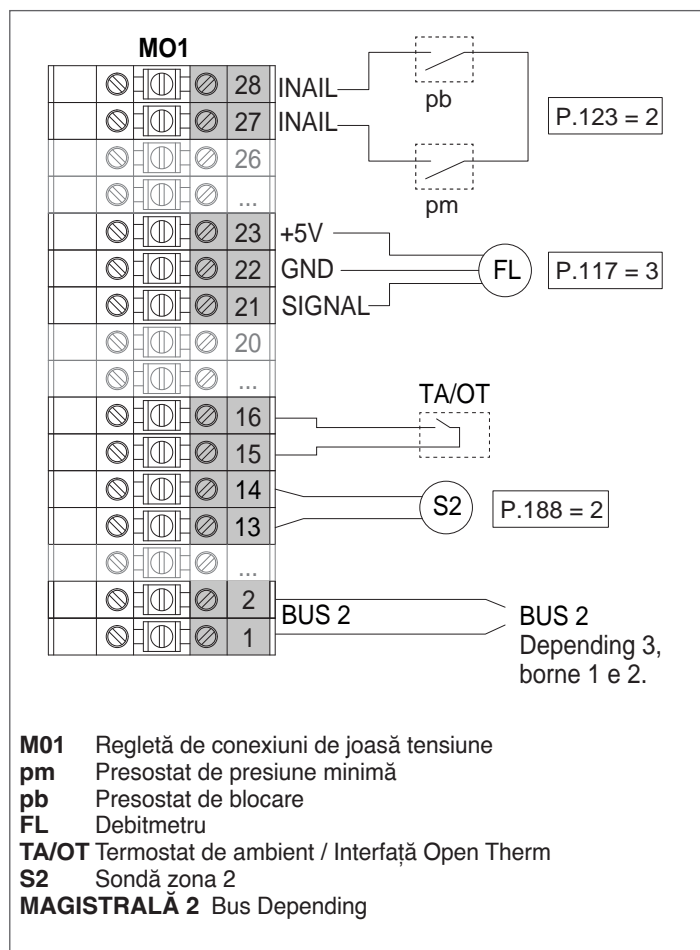 MO1
28 INAIL
pb
27 INAIL
P.123 = 2
26
pm
...
23 +5V
22 GND
FL
P.117 = 3
21 SIGNAL
20
...
TA/OT
16
15
14
S2
P.188 = 2
13
...
2
BUS 2
BUS 2
1
Depending 3,
borne 1 e 2.
M01 Regletă de conexiuni de joasă tensiune
pm Presostat de presiune minimă
pb Presostat de blocare
FL Debitmetru
TA/OT Termostat de ambient / Interfață Open Therm
S2 Sondă zona 2
MAGISTRALĂ 2 Bus Depending